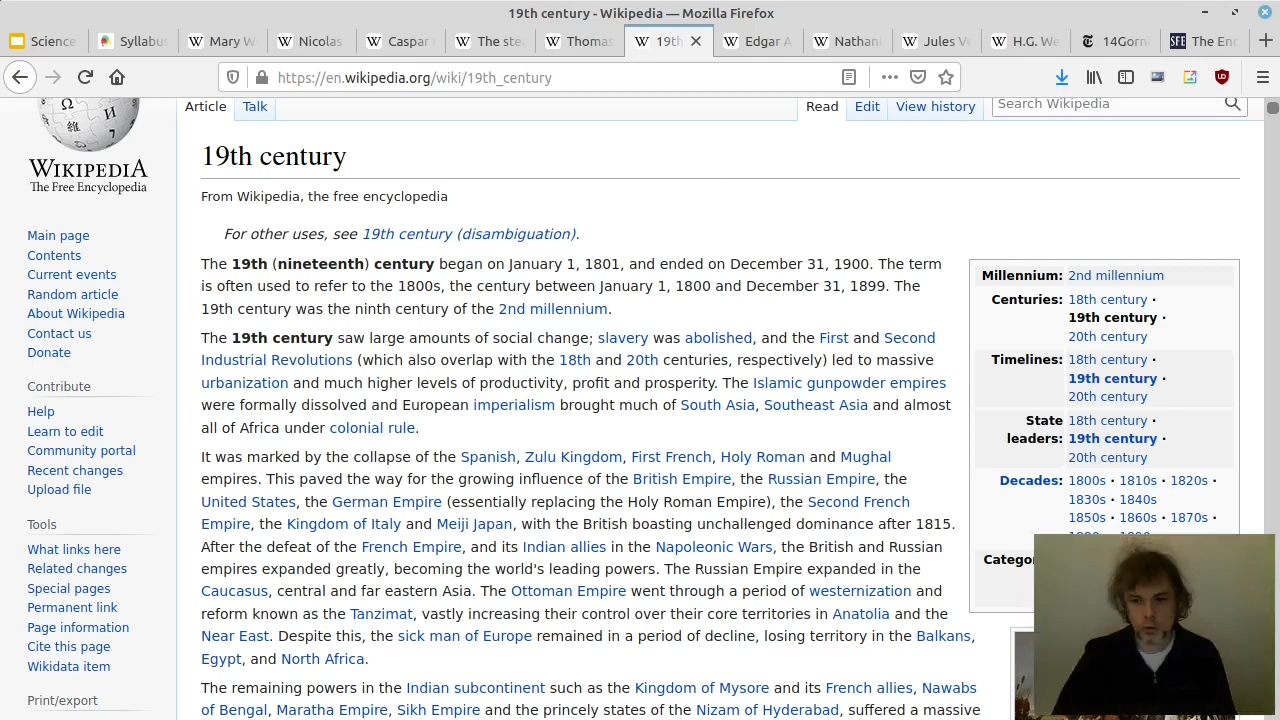 19th century - Wikipedia — Mozilla Firefox
Science
Syllabus
Mary W
Nicolas
Caspar
The ste
Thomas
19th
Edgar A
Nathani
Jules Ve
H.G. We
14Gorni
The Enc
https://en.wikipedia.org/wiki/19th_century
WIKIPEDIA
The Free Encyclopedia
Main page
Contents
Current events
Random article
About Wikipedia
Contact us
Donate
Contribute
Help
Learn to edit
Community portal
Recent changes
Upload file
Tools
What links here
Related changes
Special pages
Permanent link
Page information
Cite this page
Wikidata item
Print/export
Article Talk
Read Edit View history
Search Wikipedia
19th century
From Wikipedia, the free encyclopedia
For other uses, see 19th century (disambiguation).
The 19th (nineteenth) century began on January 1, 1801, and ended on December 31, 1900. The term
is often used to refer to the 1800s, the century between January 1, 1800 and December 31, 1899. The
19th century was the ninth century of the 2nd millennium.
The 19th century saw large amounts of social change; slavery was abolished, and the First and Second
Industrial Revolutions (which also overlap with the 18th and 20th centuries, respectively) led to massive
urbanization and much higher levels of productivity, profit and prosperity. The Islamic gunpowder empires
were formally dissolved and European imperialism brought much of South Asia, Southeast Asia and almost
all of Africa under colonial rule.
It was marked by the collapse of the Spanish, Zulu Kingdom, First French, Holy Roman and Mughal
empires. This paved the way for the growing influence of the British Empire, the Russian Empire, the
United States, the German Empire (essentially replacing the Holy Roman Empire), the Second French
Empire, the Kingdom of Italy and Meiji Japan, with the British boasting unchallenged dominance after 1815.
After the defeat of the French Empire, and its Indian allies in the Napoleonic Wars, the British and Russian
empires expanded greatly, becoming the world's leading powers. The Russian Empire expanded in the
Caucasus, central and far eastern Asia. The Ottoman Empire went through a period of westernization and
reform known as the Tanzimat, vastly increasing their control over their core territories in Anatolia and the
Near East. Despite this, the sick man of Europe remained in a period of decline, losing territory in the Balkans,
Egypt, and North Africa.
The remaining powers in the Indian subcontinent such as the Kingdom of Mysore and its French allies, Nawabs
of Bengal, Maratha Empire, Sikh Empire and the princely states of the Nizam of Hyderabad, suffered a massive
Millennium: 2nd millennium
Centuries: 18th century ·
19th century ·
20th century
Timelines: 18th century ·
19th century ·
20th century
State leaders: 18th century ·
19th century ·
20th century
Decades: 1800s · 1810s · 1820s ·
1830s · 1840s
1850s · 1860s · 1870s ·
Categor